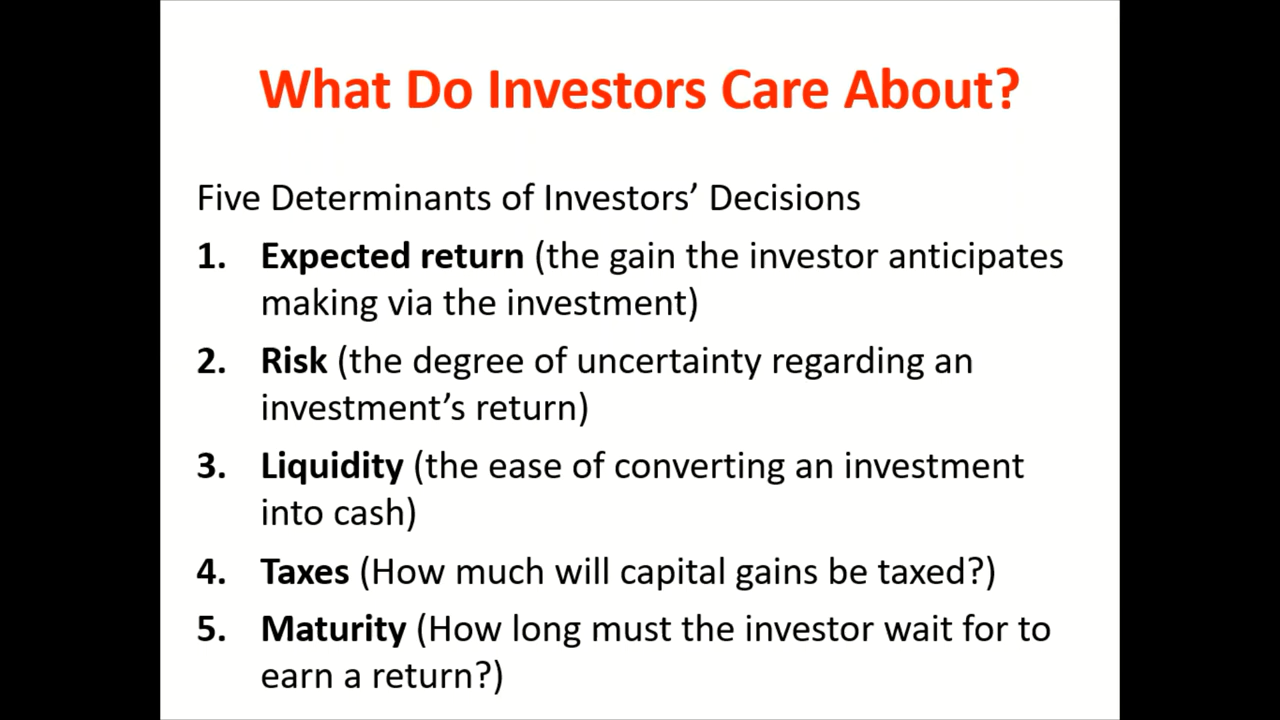 What Do Investors Care About?
Five Determinants of Investors’ Decisions
1. Expected return (the gain the investor anticipates
making via the investment)
2. Risk (the degree of uncertainty regarding an
investment’s return)
3. Liquidity (the ease of converting an investment
into cash)
4. Taxes (How much will capital gains be taxed?)
5. Maturity (How long must the investor wait for to
earn a return?)